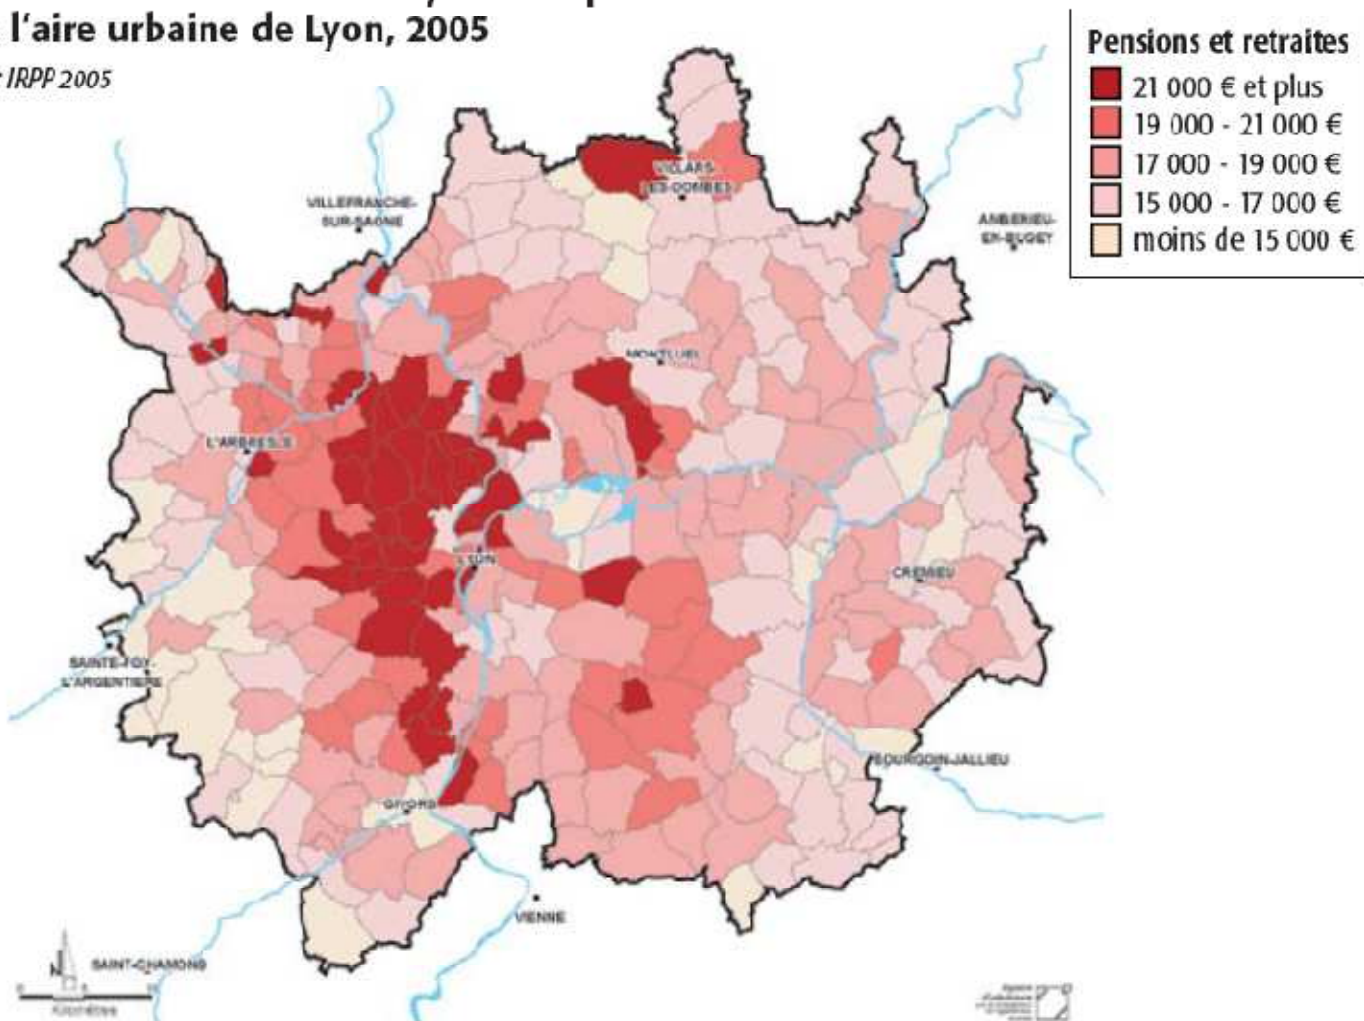 l'aire urbaine de Lyon, 2005
: IRPP 2005
Pensions et retraites
21 000 € et plus
19 000 - 21 000 €
17 000 - 19 000 €
15 000 - 17 000 €
moins de 15 000 €
VILLARS
LES-DOMBES
VILLEFRANCHE-
SUR-SAONE
AMBERIEU-
EN-BUGEY
MONTLUEL
L'ARBRESLE
LYON
CREMIEU
SAINTE-FOY-
L'ARGENTIERE
BOURGOIN-JALLIEU
GIVORS
VIENNE
SAINT-CHAMOND
N
Kilomètres